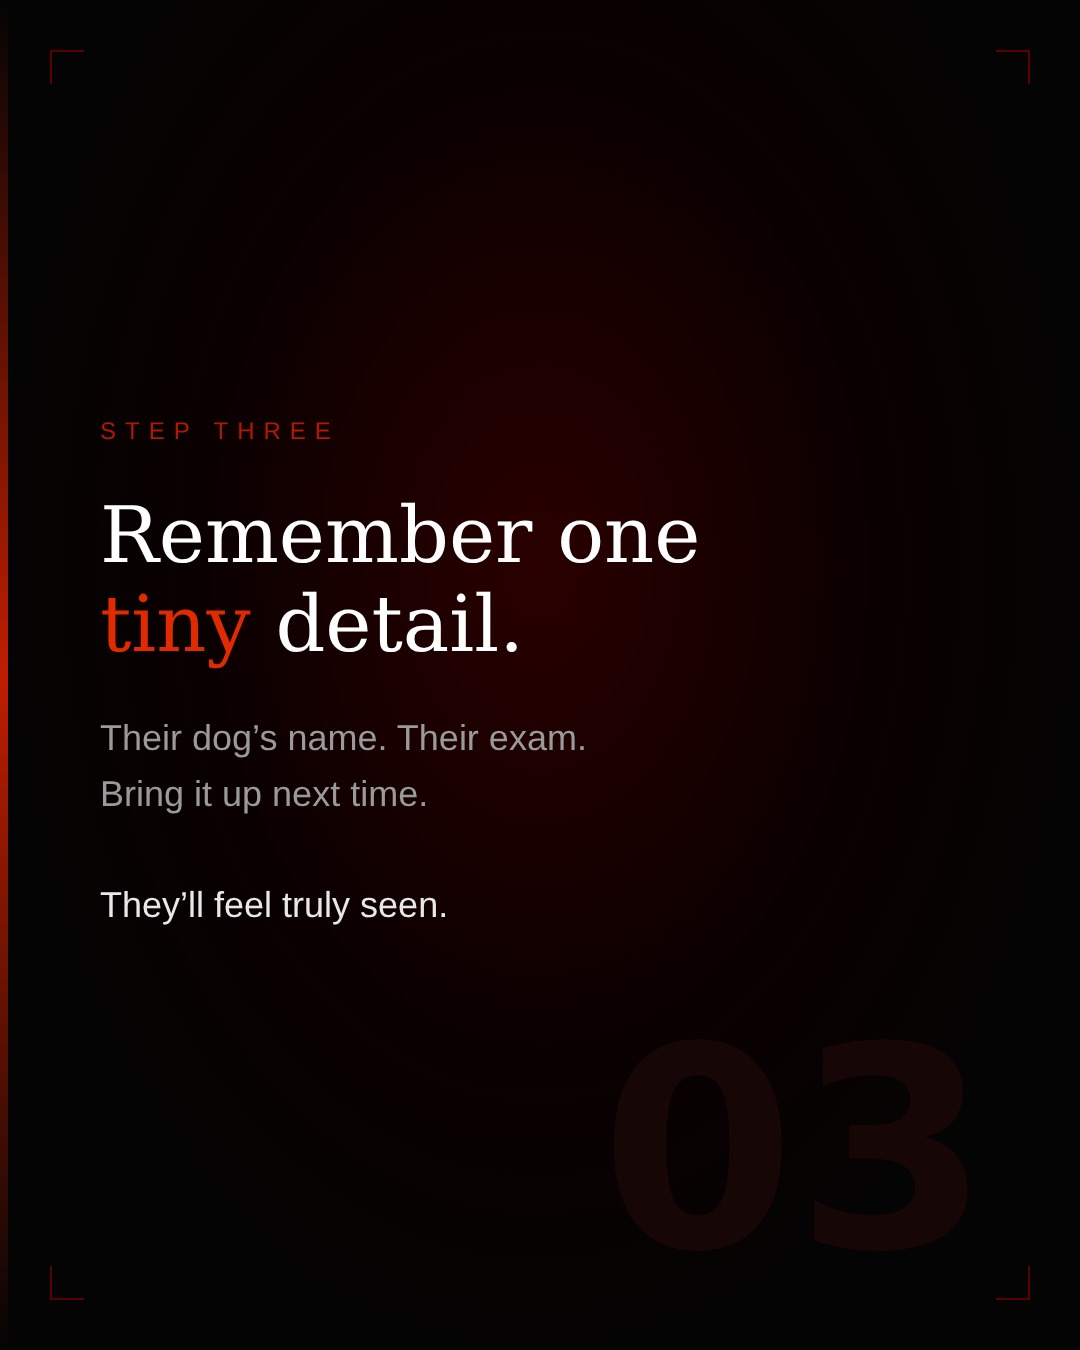 STEP THREE
Remember one
tiny detail.
Their dog’s name. Their exam.
Bring it up next time.
They’ll feel truly seen.
03